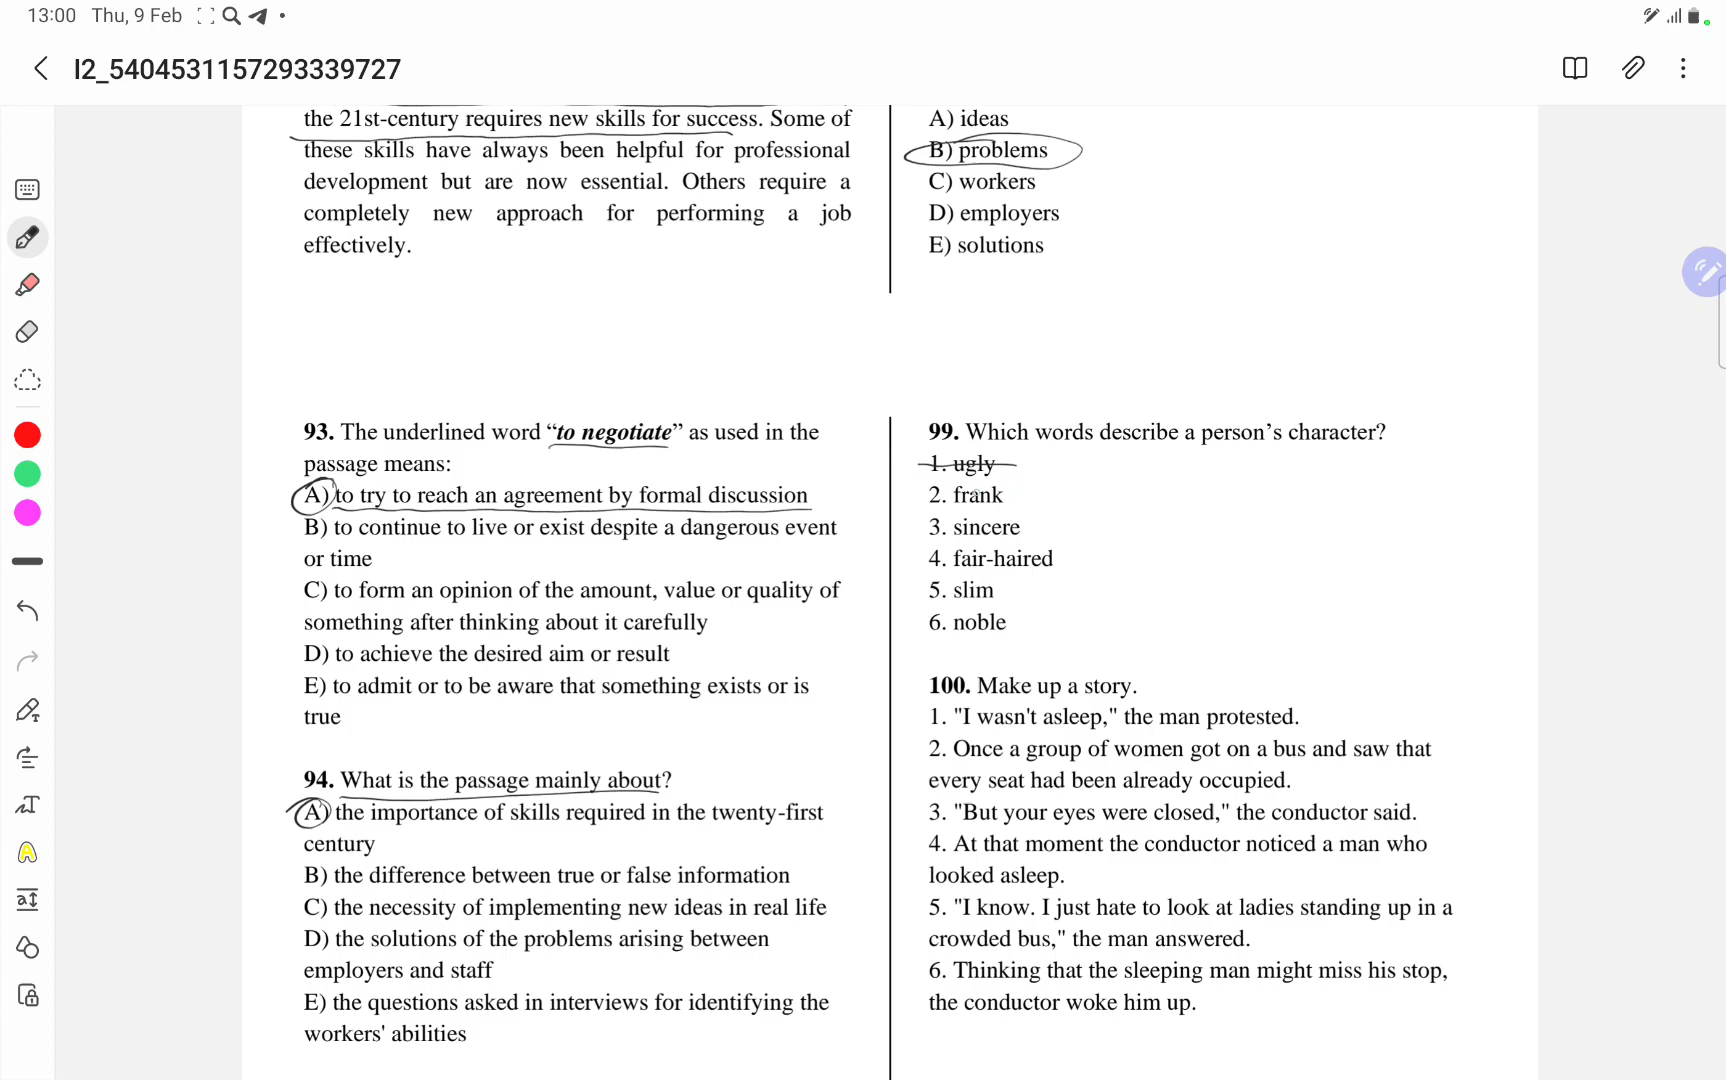 13:00 Thu, 9 Feb
I2_5404531157293339727
the 21st-century requires new skills for success. Some of
these skills have always been helpful for professional
development but are now essential. Others require a
completely new approach for performing a job
effectively.
A) ideas
B) problems
C) workers
D) employers
E) solutions
93. The underlined word “to negotiate” as used in the
passage means:
A) to try to reach an agreement by formal discussion
B) to continue to live or exist despite a dangerous event
or time
C) to form an opinion of the amount, value or quality of
something after thinking about it carefully
D) to achieve the desired aim or result
E) to admit or to be aware that something exists or is
true
94. What is the passage mainly about?
A) the importance of skills required in the twenty-first
century
B) the difference between true or false information
C) the necessity of implementing new ideas in real life
D) the solutions of the problems arising between
employers and staff
E) the questions asked in interviews for identifying the
workers' abilities
99. Which words describe a person’s character?
1. ugly
2. frank
3. sincere
4. fair-haired
5. slim
6. noble
100. Make up a story.
1. "I wasn't asleep," the man protested.
2. Once a group of women got on a bus and saw that
every seat had been already occupied.
3. "But your eyes were closed," the conductor said.
4. At that moment the conductor noticed a man who
looked asleep.
5. "I know. I just hate to look at ladies standing up in a
crowded bus," the man answered.
6. Thinking that the sleeping man might miss his stop,
the conductor woke him up.